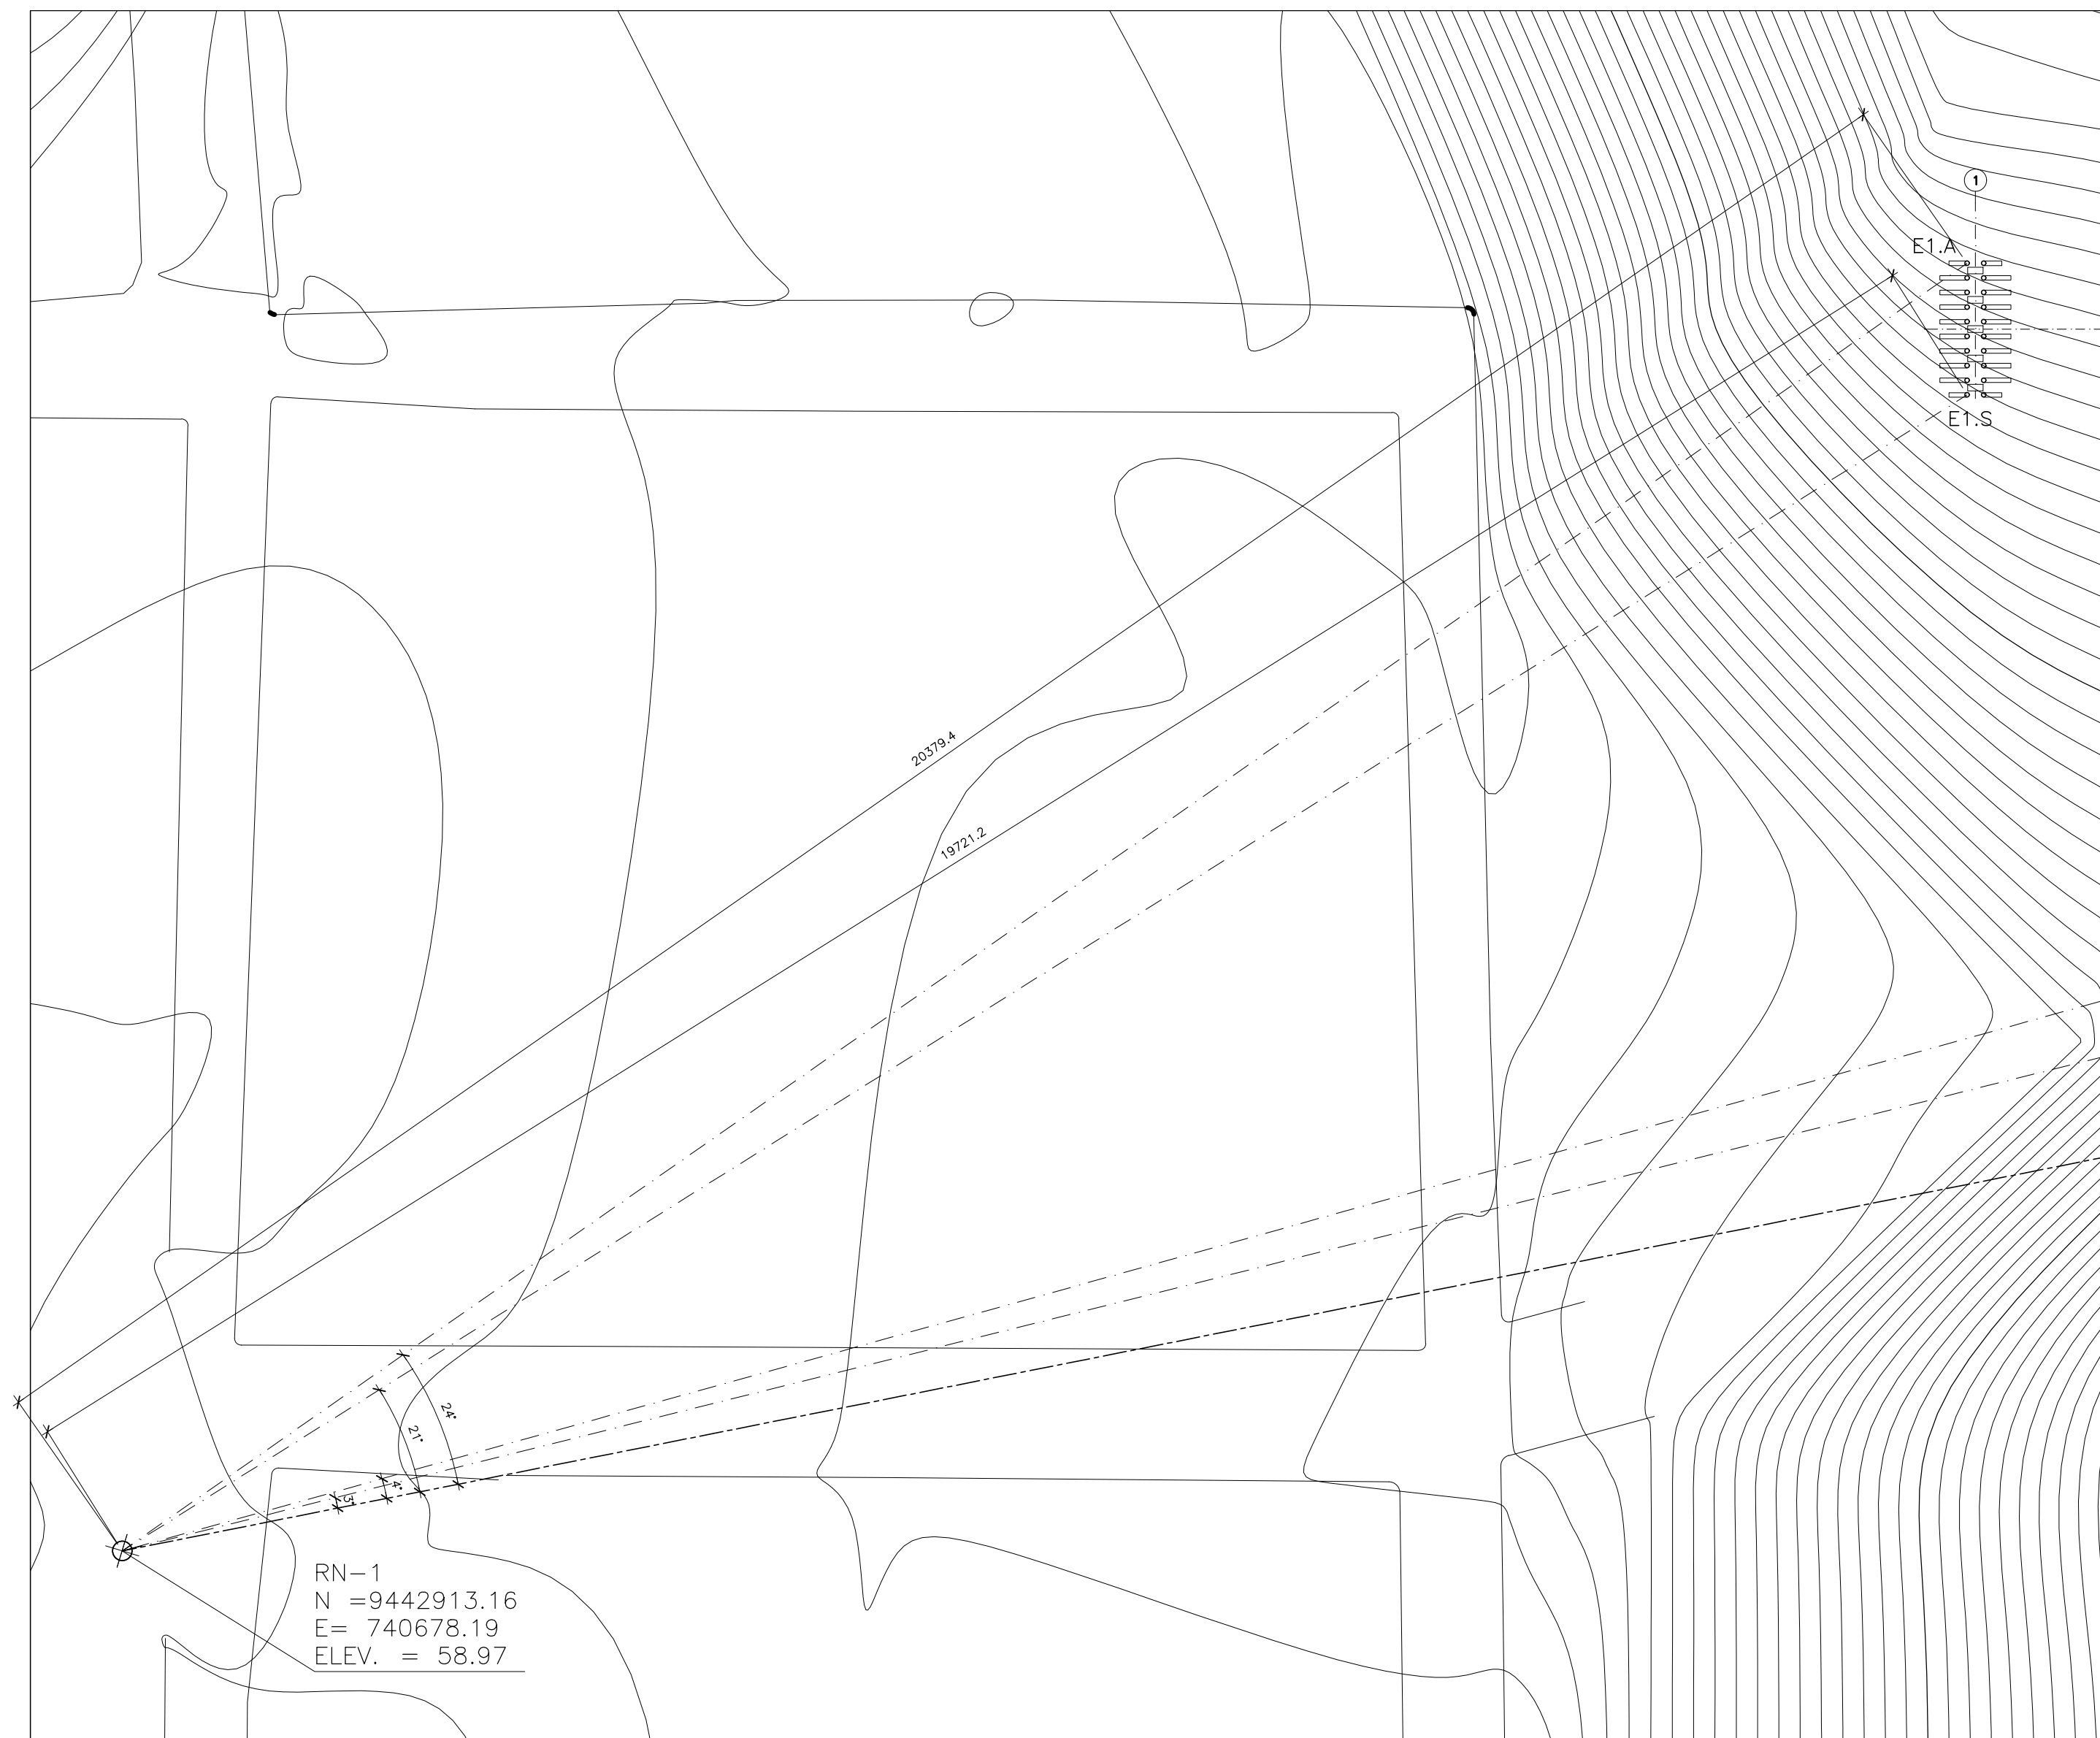 1
E1.A
E1.S
20379.4
19721.2
24°
21°
4°
3°
RN-1
N =9442913.16
E= 740678.19
ELEV. = 58.97